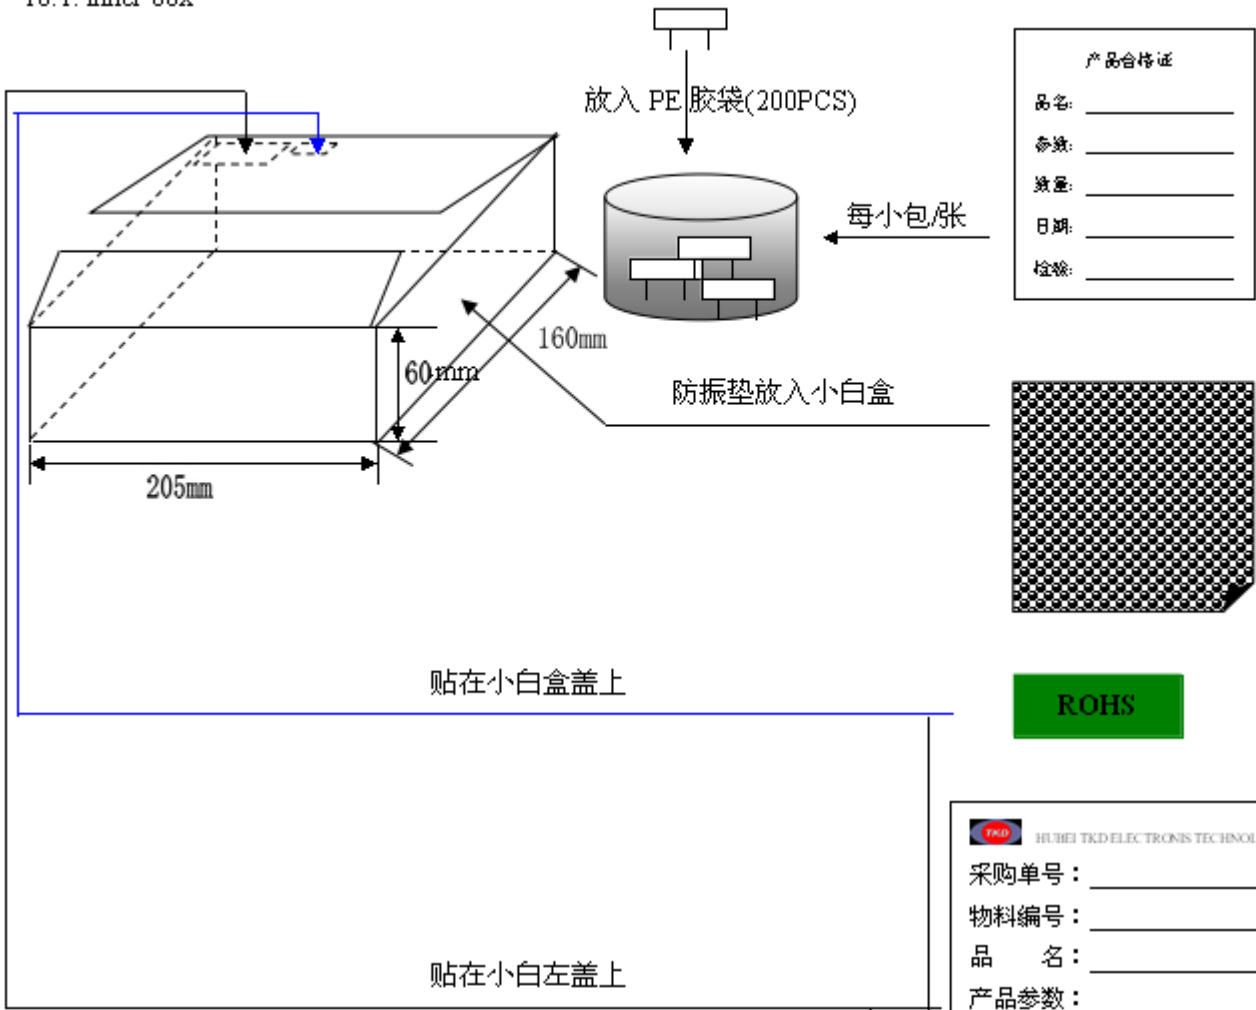 放入 PE 胶袋(200PCS)
产品合格证
品名:
参数:
数量:
日期:
检验:
每小包/张
160mm
60mm
防振垫放入小白盒
205mm
贴在小白盒盖上
ROHS
TKD HUBEI TKD ELECTRONIS TECHNOL
采购单号：
物料编号：
品 名：
贴在小白左盖上
产品参数：